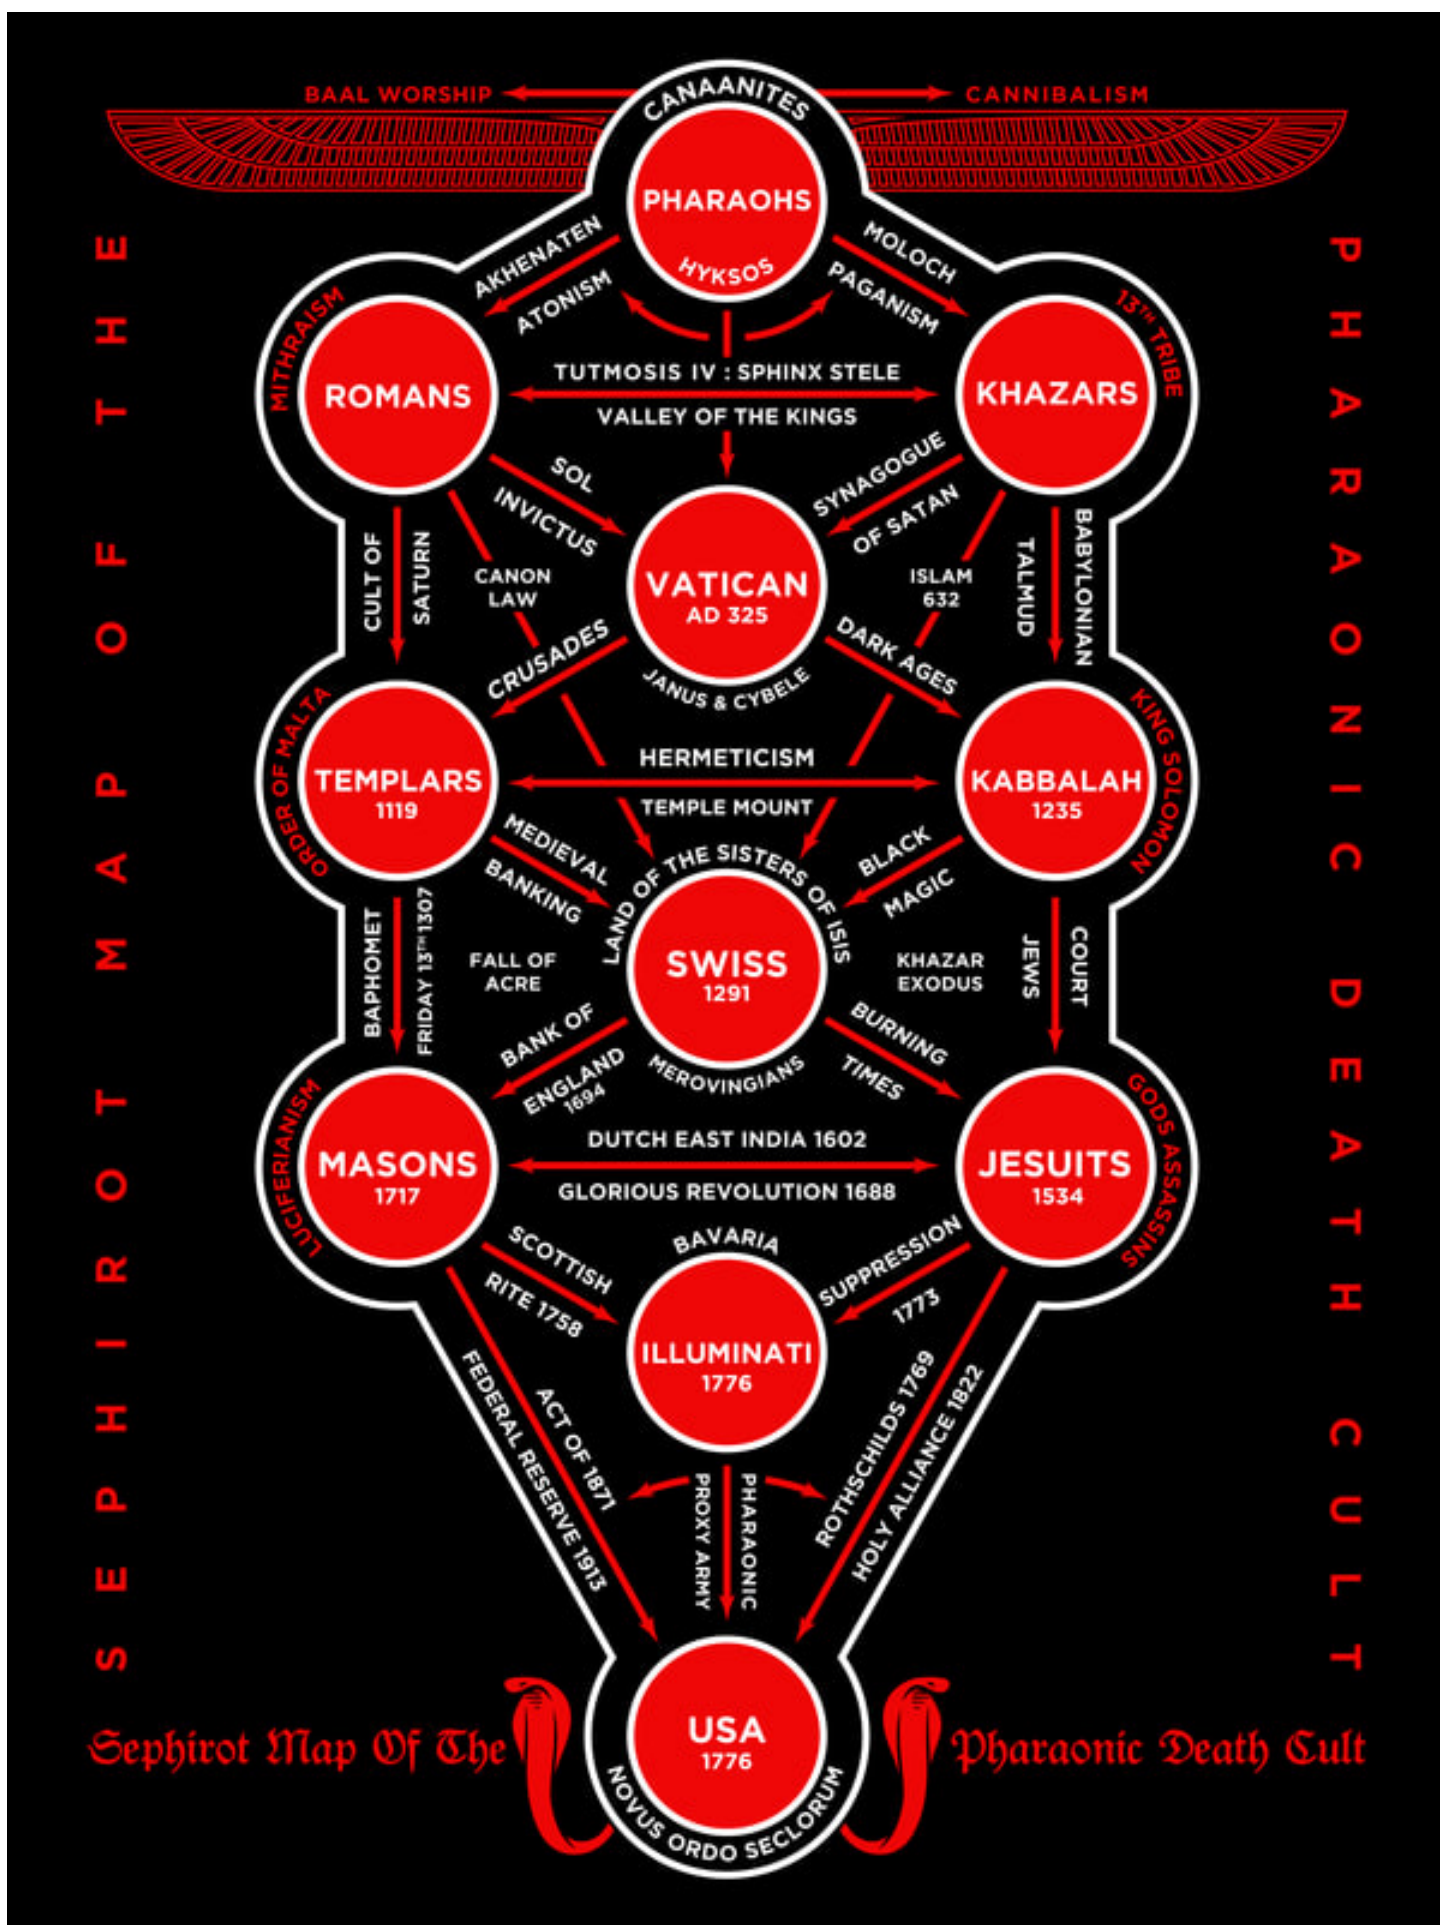 BAAL WORSHIP
CANNIBALISM
CANAANITES
PHARAOHS
HYKSOS
AKHENATEN
ATONISM
MOLOCH
PAGANISM
MITHRAISM
ROMANS
TUTMOSIS IV : SPHINX STELE
VALLEY OF THE KINGS
13TH TRIBE
KHAZARS
SOL
INVICTUS
SYNAGOGUE
OF SATAN
CULT OF
SATURN
CANON
LAW
VATICAN
AD 325
JANUS & CYBELE
ISLAM
632
TALMUD
BABYLONIAN
CRUSADES
DARK AGES
ORDER OF MALTA
TEMPLARS
1119
HERMETICISM
TEMPLE MOUNT
KING SOLOMON
KABBALAH
1235
MEDIEVAL
BANKING
BLACK
MAGIC
LAND OF THE SISTERS OF ISIS
SWISS
1291
MEROVINGIANS
BAPHOMET
FRIDAY 13TH 1307
FALL OF
ACRE
KHAZAR
EXODUS
COURT
JEWS
BANK OF
ENGLAND
1694
BURNING
TIMES
LUCIFERIANISM
MASONS
1717
DUTCH EAST INDIA 1602
GLORIOUS REVOLUTION 1688
GODS ASSASSINS
JESUITS
1534
SCOTTISH
RITE 1758
BAVARIA
ILLUMINATI
1776
SUPPRESSION
1773
FEDERAL RESERVE 1913
ACT OF 1871
PHARAONIC
PROXY ARMY
ROTHSCHILDS 1769
HOLY ALLIANCE 1822
USA
1776
NOVUS ORDO SECLORUM
SEPHIROT MAP OF THE
PHARAONIC DEATH CULT
Sephirot Map Of The
Pharaonic Death Cult